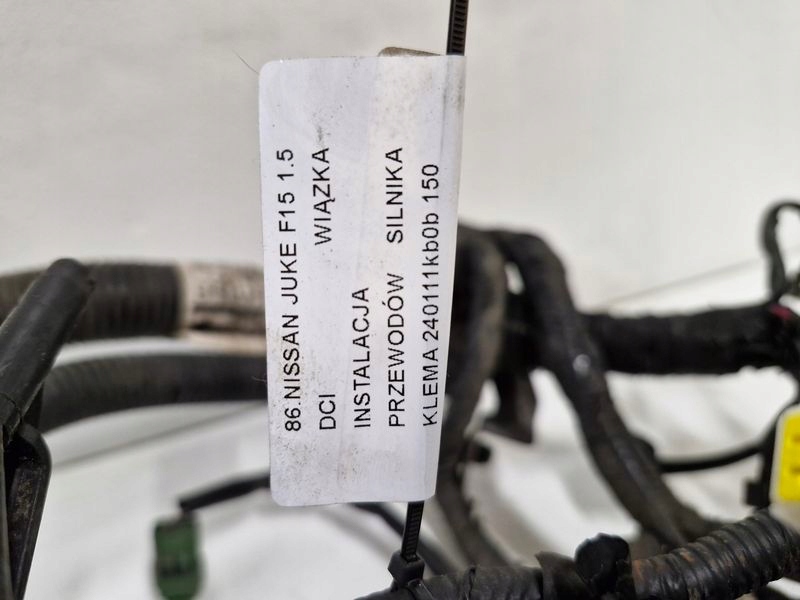 86.NISSAN JUKE F15 1.5
DCI WIĄZKA
INSTALACJA
PRZEWODÓW SILNIKA
KLEMA 240111kb0b 150